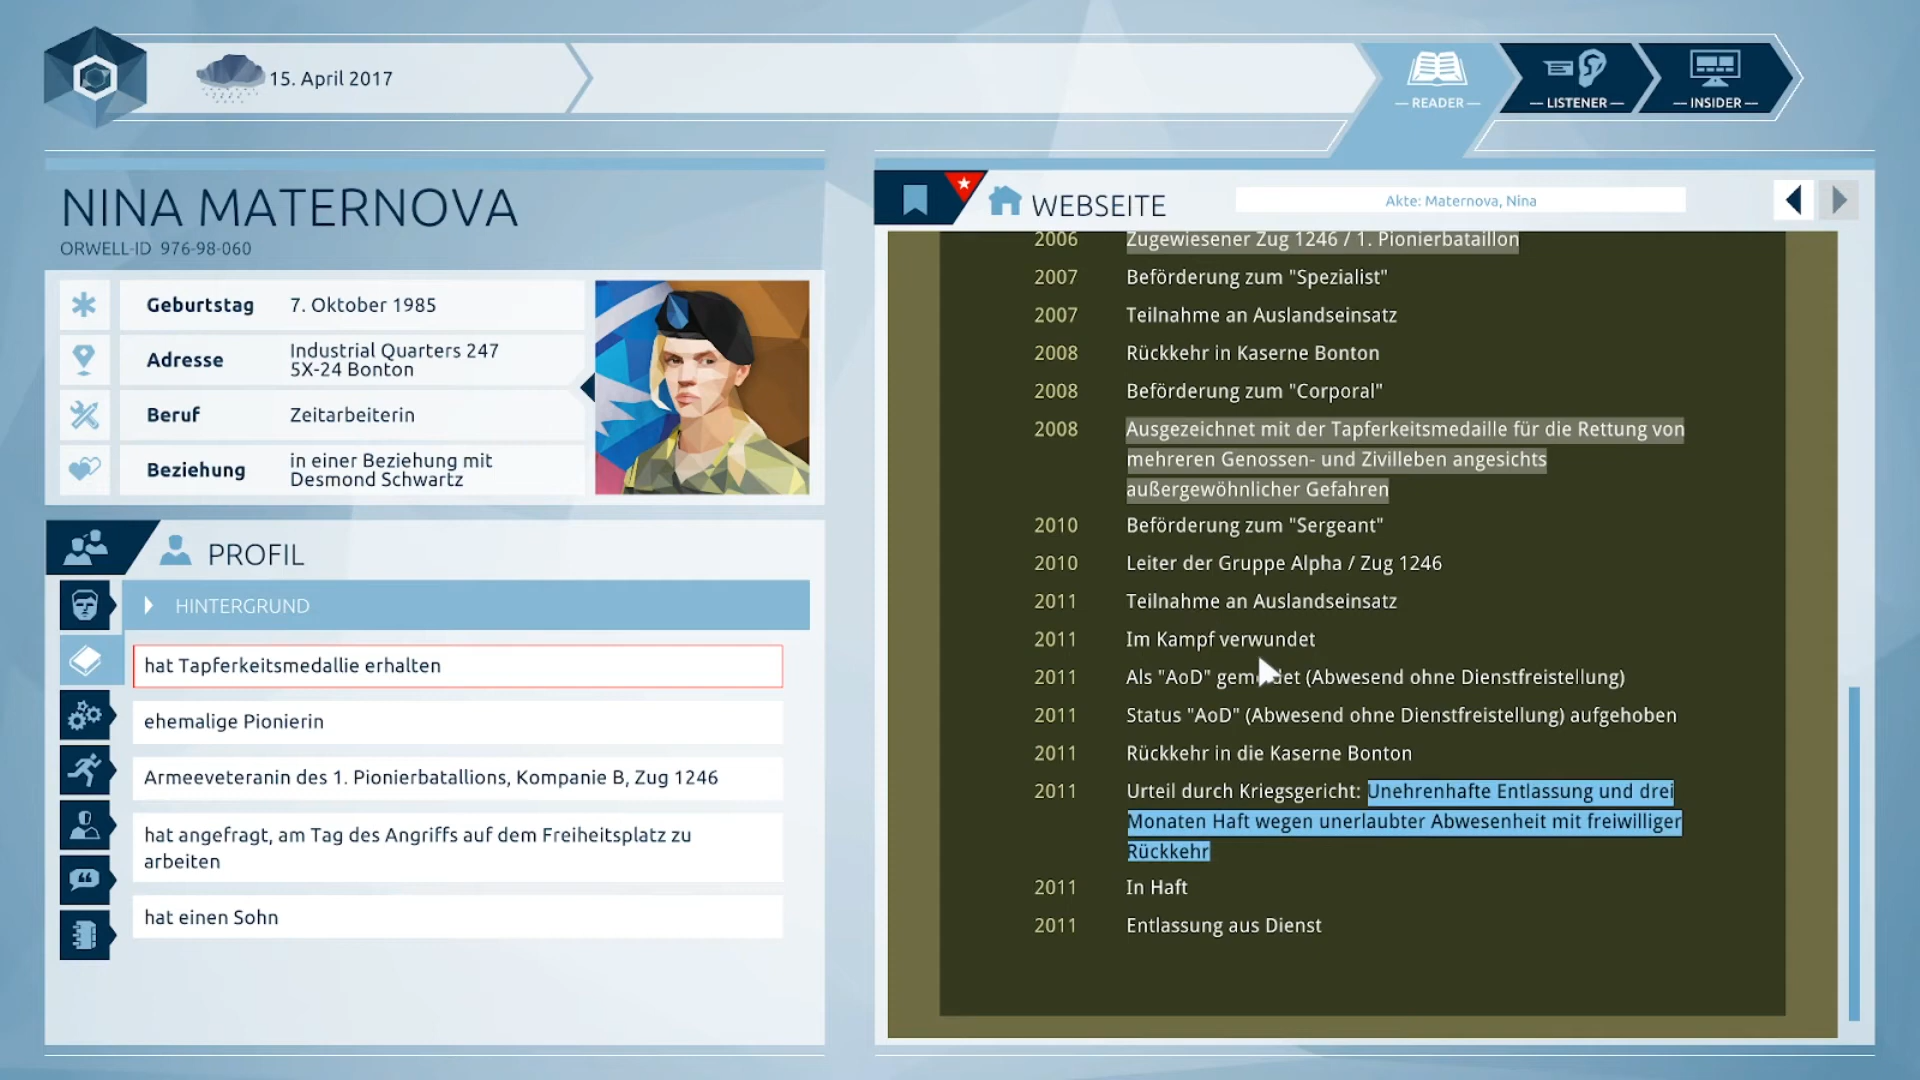 15. April 2017
— READER —
— LISTENER —
— INSIDER —
NINA MATERNOVA
ORWELL-ID 976-98-060
Geburtstag 7. Oktober 1985
Adresse Industrial Quarters 247
5X-24 Bonton
Beruf Zeitarbeiterin
Beziehung in einer Beziehung mit
Desmond Schwartz
PROFIL
HINTERGRUND
hat Tapferkeitsmedallie erhalten
ehemalige Pionierin
Armeeveteranin des 1. Pionierbatallions, Kompanie B, Zug 1246
hat angefragt, am Tag des Angriffs auf dem Freiheitsplatz zu
arbeiten
hat einen Sohn
WEBSEITE
Akte: Maternova, Nina
2006 Zugewiesener Zug 1246 / 1. Pionierbataillon
2007 Beförderung zum "Spezialist"
2007 Teilnahme an Auslandseinsatz
2008 Rückkehr in Kaserne Bonton
2008 Beförderung zum "Corporal"
2008 Ausgezeichnet mit der Tapferkeitsmedaille für die Rettung von
mehreren Genossen- und Zivilleben angesichts
außergewöhnlicher Gefahren
2010 Beförderung zum "Sergeant"
2010 Leiter der Gruppe Alpha / Zug 1246
2011 Teilnahme an Auslandseinsatz
2011 Im Kampf verwundet
2011 Als "AoD" gemeldet (Abwesend ohne Dienstfreistellung)
2011 Status "AoD" (Abwesend ohne Dienstfreistellung) aufgehoben
2011 Rückkehr in die Kaserne Bonton
2011 Urteil durch Kriegsgericht: Unehrenhafte Entlassung und drei
Monaten Haft wegen unerlaubter Abwesenheit mit freiwilliger
Rückkehr
2011 In Haft
2011 Entlassung aus Dienst